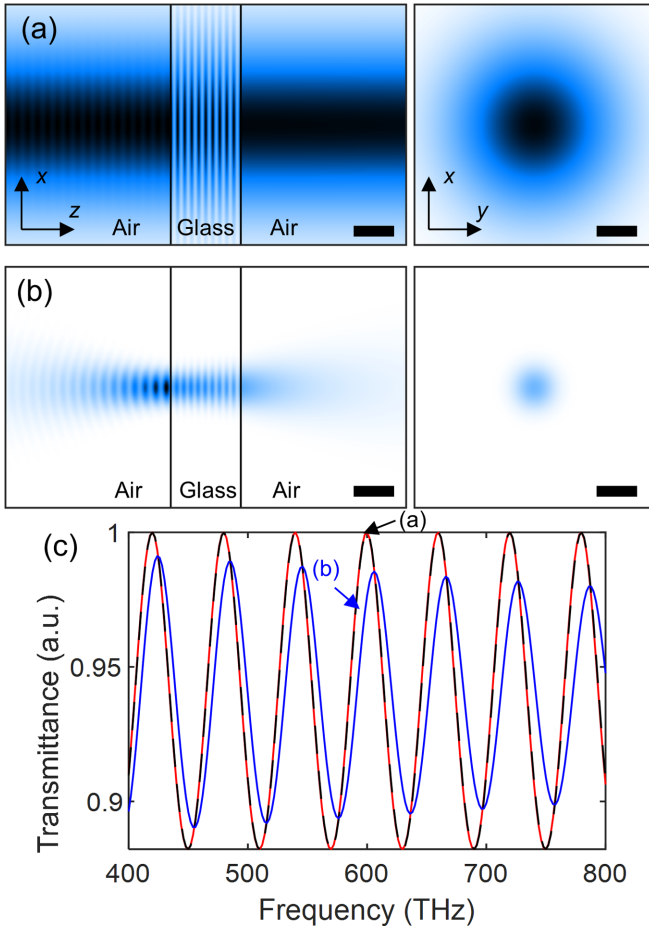 (a)
x
z
Air
Glass
Air
x
y
(b)
Air
Glass
Air
(c)
(a)
(b)
1
0.95
0.9
Transmittance (a.u.)
400
500
600
700
800
Frequency (THz)